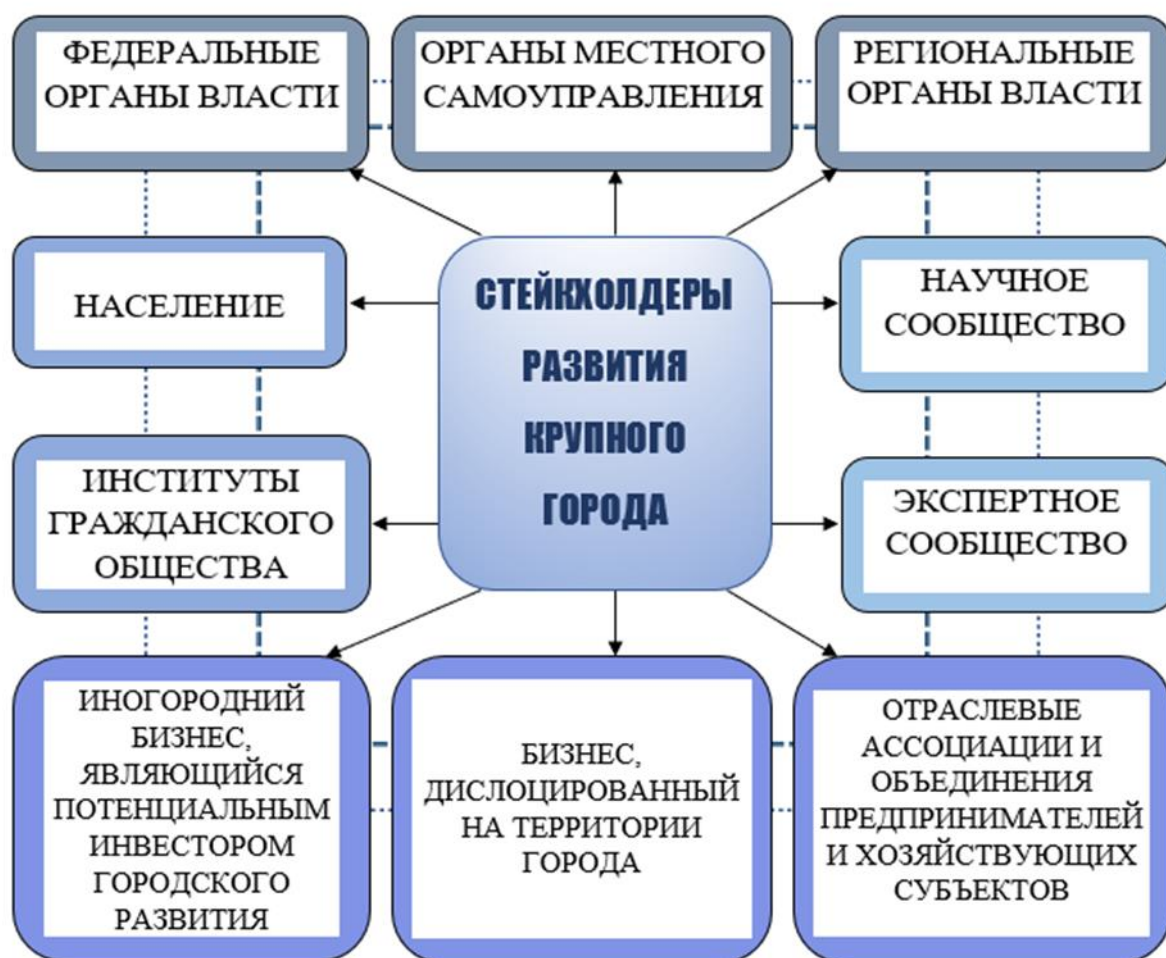 ФЕДЕРАЛЬНЫЕ
ОРГАНЫ ВЛАСТИ
ОРГАНЫ МЕСТНОГО
САМОУПРАВЛЕНИЯ
РЕГИОНАЛЬНЫЕ
ОРГАНЫ ВЛАСТИ
НАСЕЛЕНИЕ
СТЕЙКХОЛДЕРЫ
РАЗВИТИЯ
КРУПНОГО
ГОРОДА
НАУЧНОЕ
СООБЩЕСТВО
ИНСТИТУТЫ
ГРАЖДАНСКОГО
ОБЩЕСТВА
ЭКСПЕРТНОЕ
СООБЩЕСТВО
ИНОГОРОДНИЙ
БИЗНЕС,
ЯВЛЯЮЩИЙСЯ
ПОТЕНЦИАЛЬНЫМ
ИНВЕСТОРОМ
ГОРОДСКОГО
РАЗВИТИЯ
БИЗНЕС,
ДИСЛОЦИРОВАННЫЙ
НА ТЕРРИТОРИИ
ГОРОДА
ОТРАСЛЕВЫЕ
АССОЦИАЦИИ И
ОБЪЕДИНЕНИЯ
ПРЕДПРИНИМАТЕЛЕЙ
И ХОЗЯЙСТВУЮЩИХ
СУБЪЕКТОВ